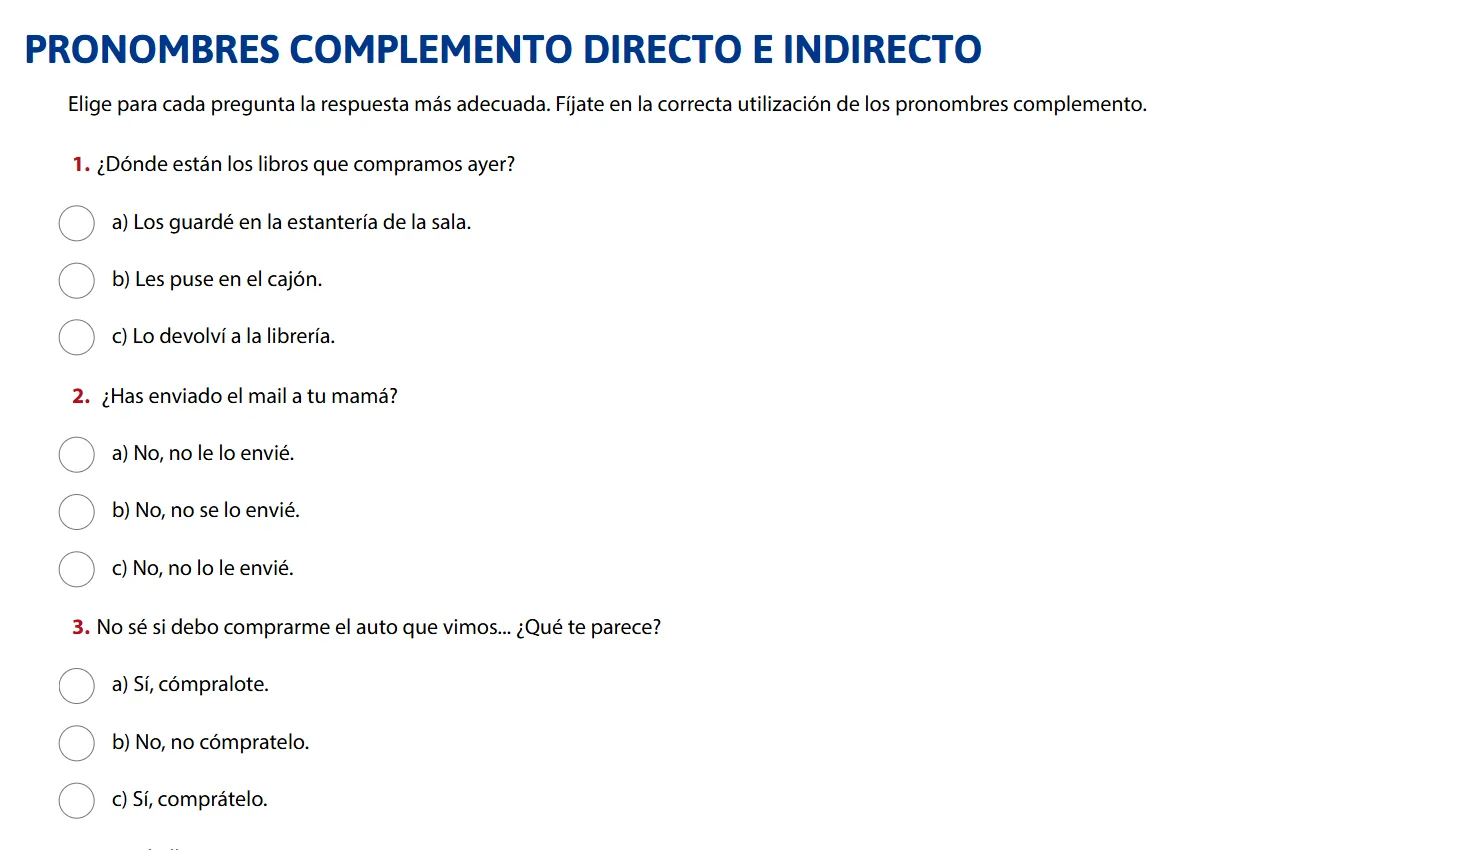 PRONOMBRES COMPLEMENTO DIRECTO E INDIRECTO
Elige para cada pregunta la respuesta más adecuada. Fíjate en la correcta utilización de los pronombres complemento.
1. ¿Dónde están los libros que compramos ayer?
a) Los guardé en la estantería de la sala.
b) Les puse en el cajón.
c) Lo devolví a la librería.
2. ¿Has enviado el mail a tu mamá?
a) No, no le lo envié.
b) No, no se lo envié.
c) No, no lo le envié.
3. No sé si debo comprarme el auto que vimos... ¿Qué te parece?
a) Sí, cómpralote.
b) No, no cómpratelo.
c) Sí, comprátelo.